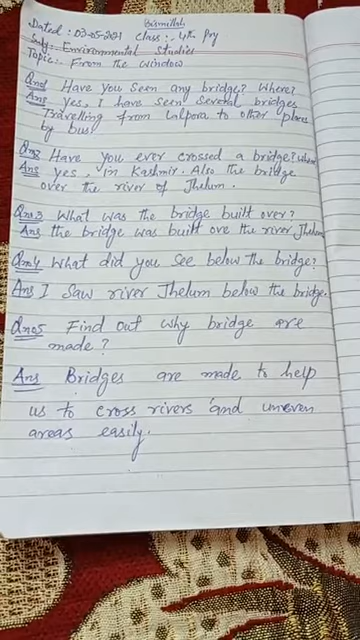 Bismillah
Dated :- 03-05-2021 Class :- 4th Pry
Sub :- Environmental Studies
Topic :- From the window
Qno1 Have you Seen any bridge? Where?
Ans yes, I have seen Several bridges
Travelling from Lalpora to other places
by bus
Qno2 Have you ever crossed a bridge? where
Ans yes, in Kashmir. Also the bridge
over the river of Jhelum.
Qno3 What was the bridge built over?
Ans the bridge was built ove the river Jhelum
Qno4 What did you see below the bridge?
Ans I Saw river Jhelum below the bridge.
Qno5 Find out why bridge are
made?
Ans Bridges are made to help
us to cross rivers and uneven
areas easily.